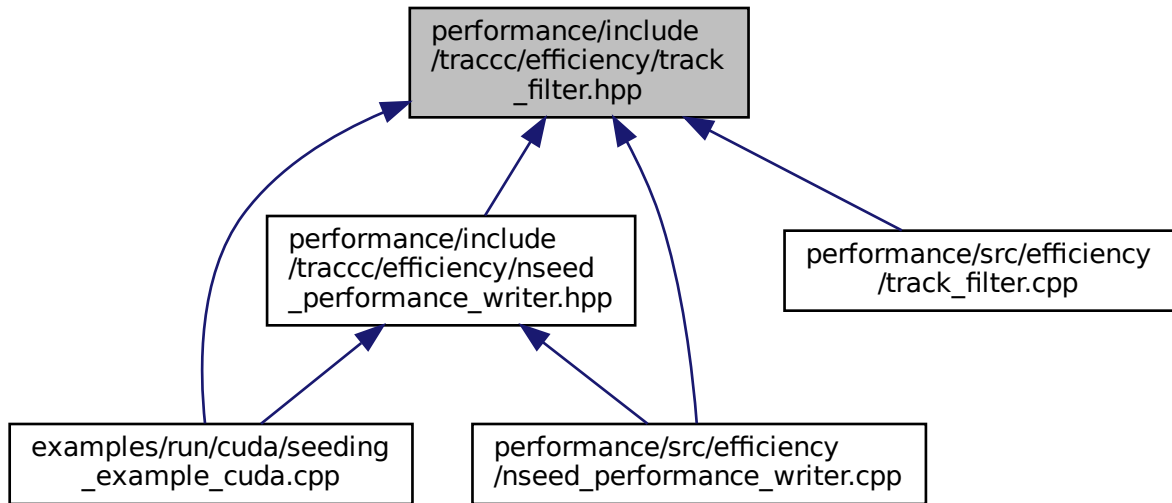 performance/include
/traccc/efficiency/track
_filter.hpp
performance/include
/traccc/efficiency/nseed
_performance_writer.hpp
performance/src/efficiency
/track_filter.cpp
examples/run/cuda/seeding
_example_cuda.cpp
performance/src/efficiency
/nseed_performance_writer.cpp